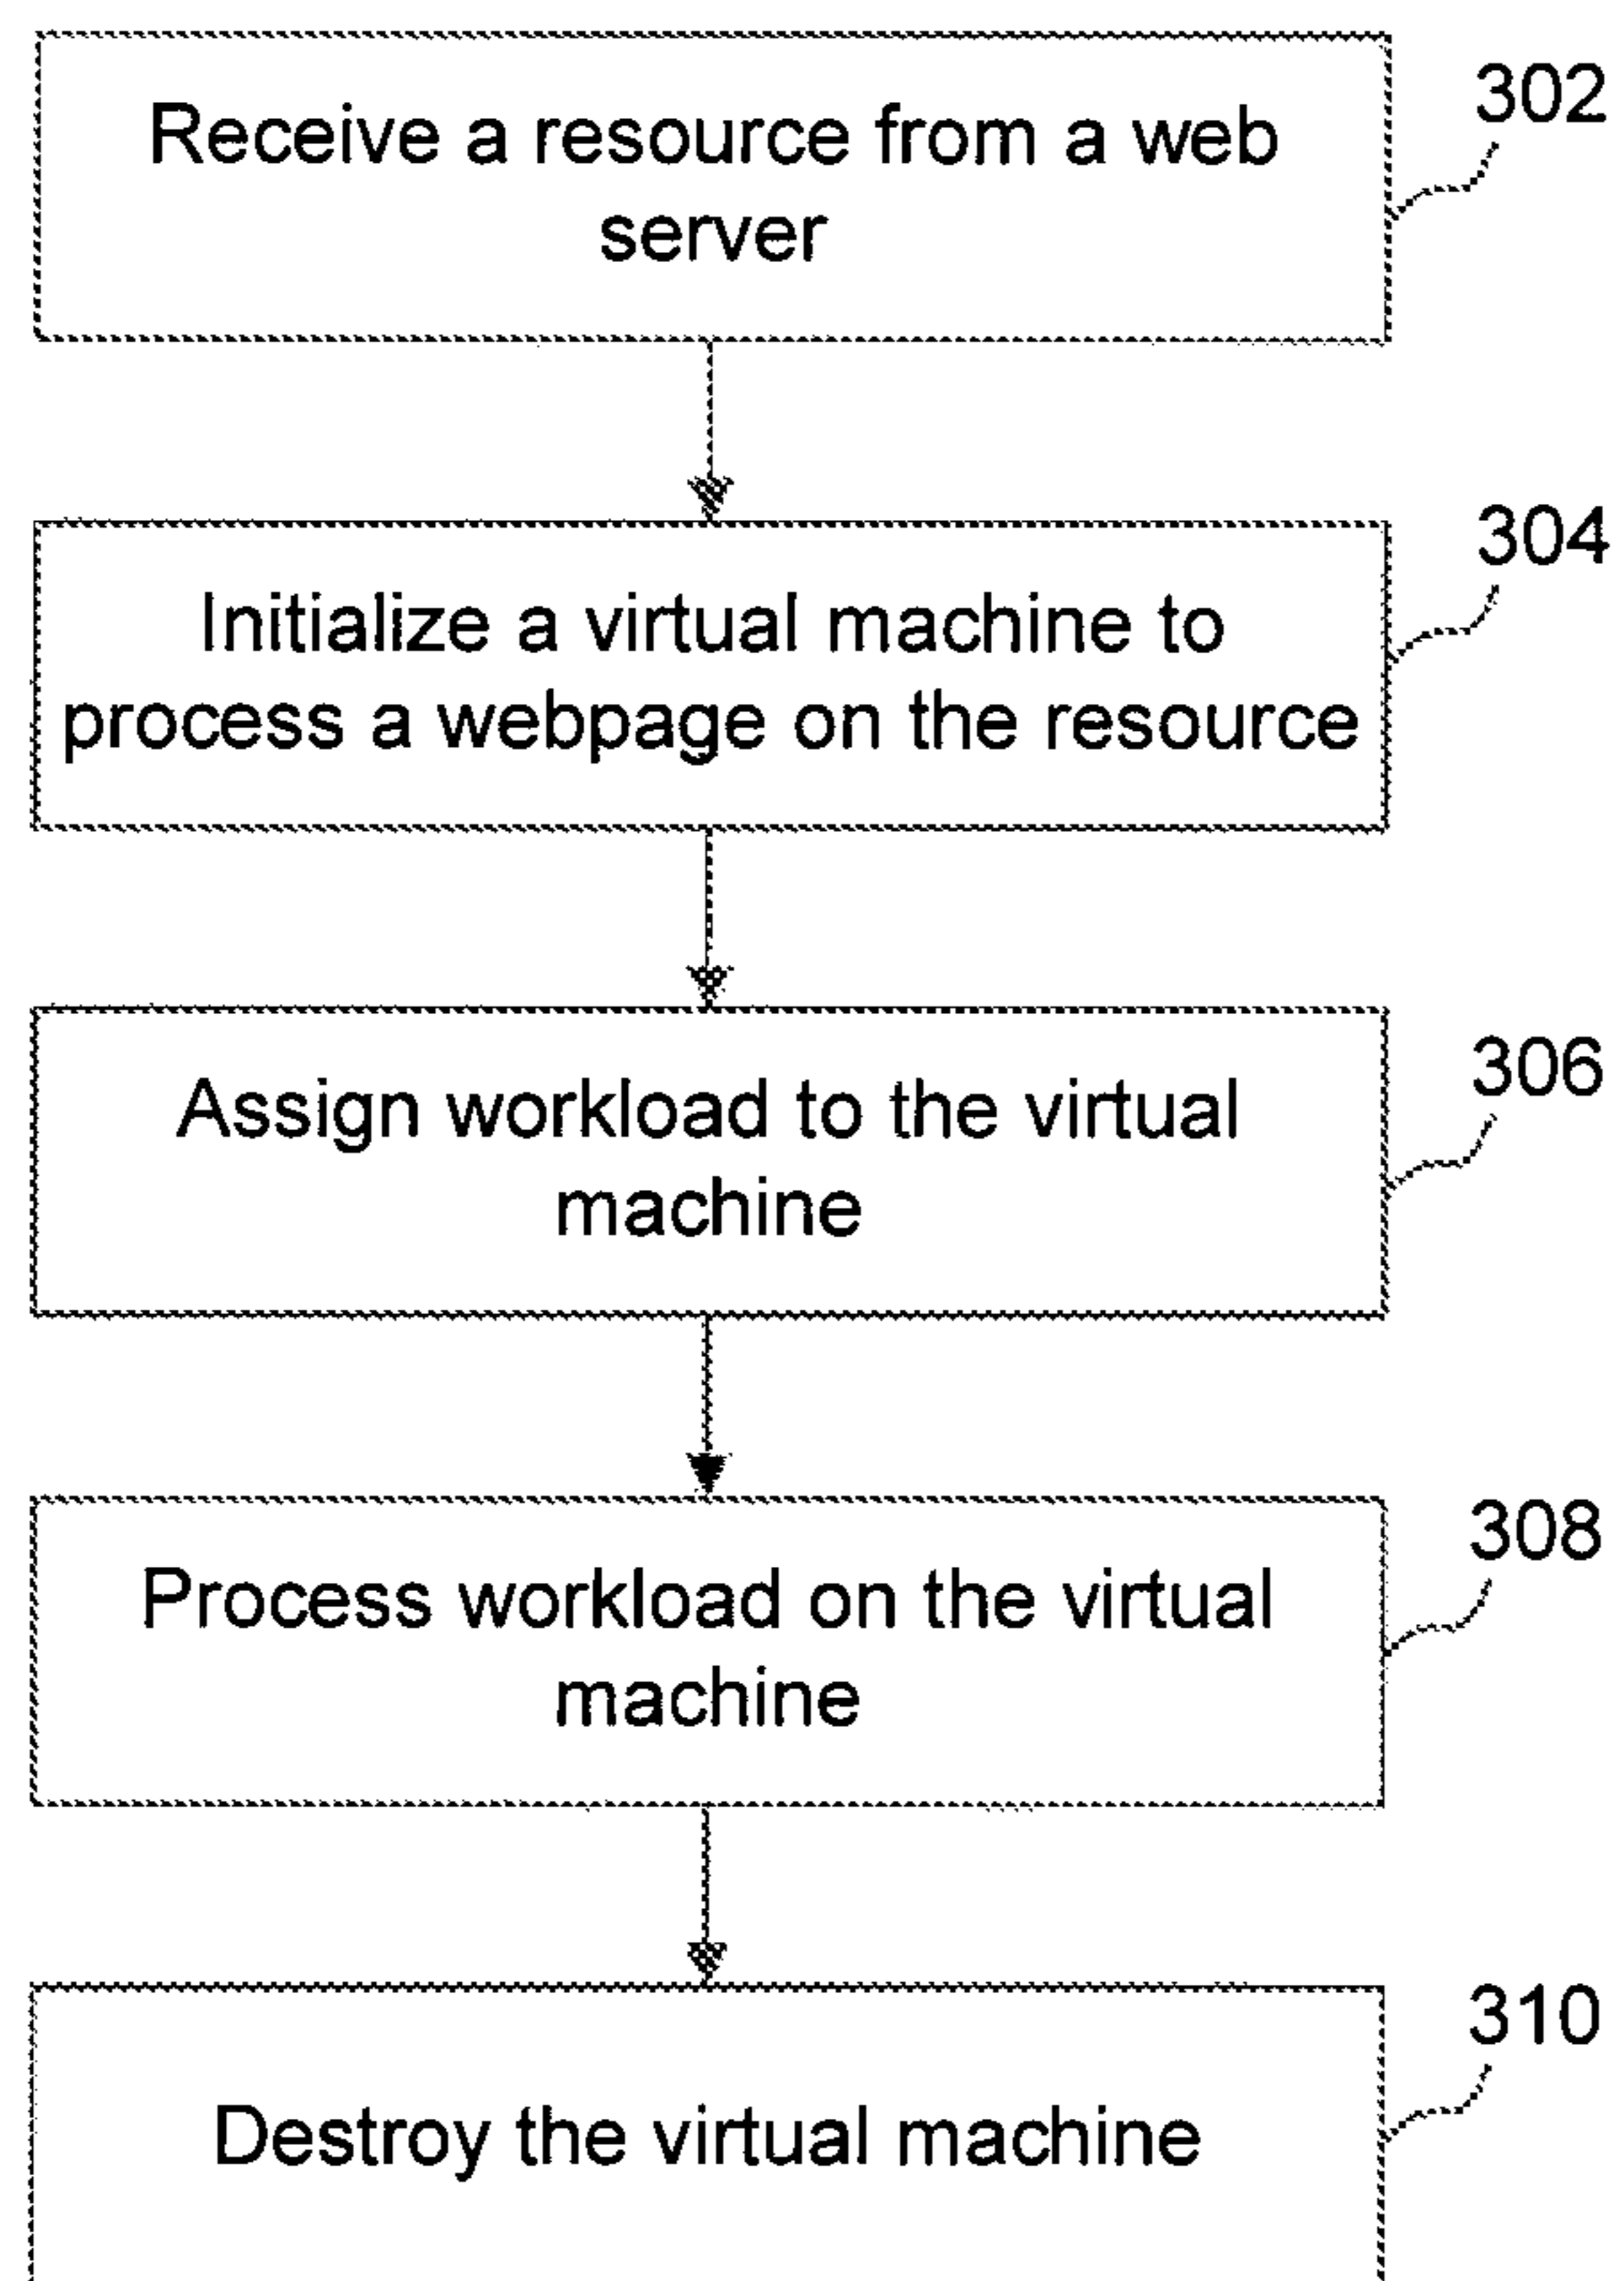 Receive a resource from a web
server
302
Initialize a virtual machine to
process a webpage on the resource
304
Assign workload to the virtual
machine
306
Process workload on the virtual
machine
308
Destroy the virtual machine
310